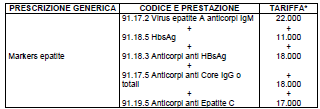 PRESCRIZIONE GENERICA CODICE E PRESTAZIONE TARIFFA*
91.17.2 Virus epatite A anticorpi IgM 22.000
+ +
91.18.5 HbsAg 11.000
+ +
Markers epatite 91.18.3 Anticorpi anti HBsAg 18.000
+
91.17.5 Anticorpi anti Core IgG o +
totali 18.000
+ +
91.19.5 Anticorpi anti Epatite C 17.000